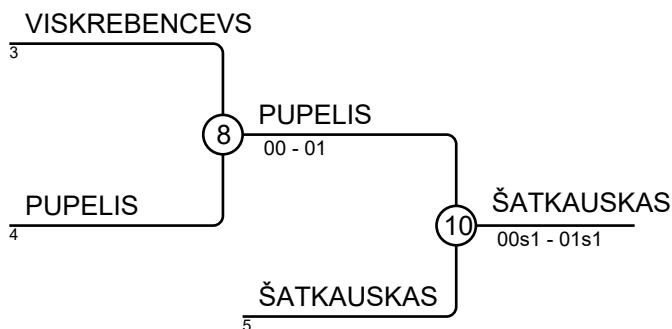 VISKREBENCEVS
3
8
PUPELIS
00 - 01
PUPELIS
4
10
ŠATKAUSKAS
00s1 - 01s1
ŠATKAUSKAS
5